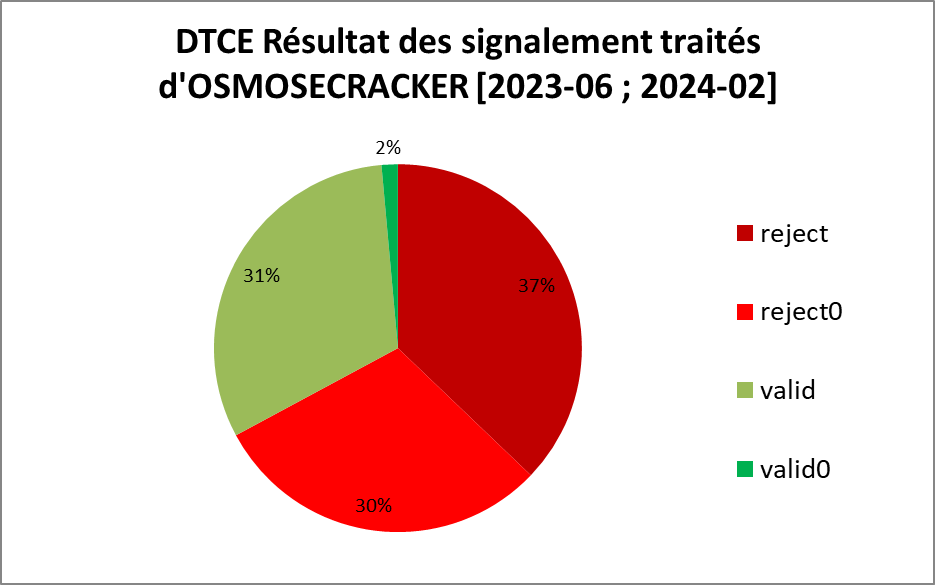 DTCE Résultat des signalement traités
d'OSMOSECRACKER [2023-06 ; 2024-02]
2%
31%
37%
30%
reject
reject0
valid
valid0